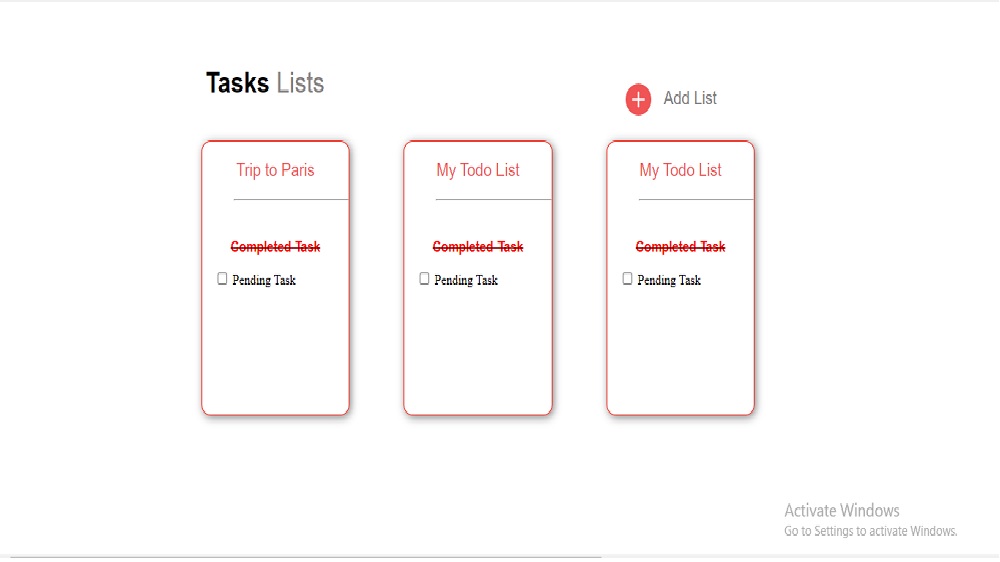 Tasks Lists
Add List
Trip to Paris
Completed Task
Pending Task
My Todo List
Completed Task
Pending Task
My Todo List
Completed Task
Pending Task
Activate Windows
Go to Settings to activate Windows.